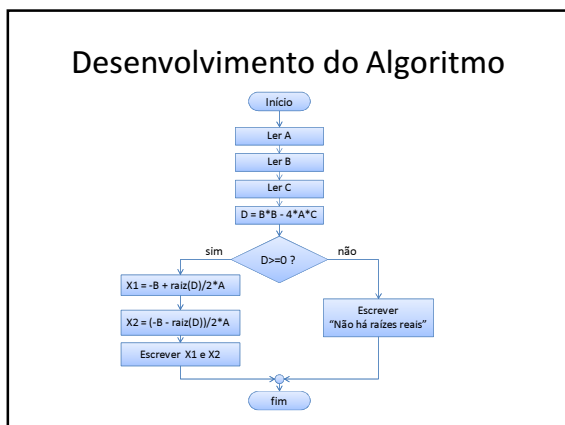 Desenvolvimento do Algoritmo
Início
Ler A
Ler B
Ler C
D = B*B - 4*A*C
sim
D>=0 ?
não
X1 = -B + raiz(D)/2*A
X2 = (-B - raiz(D))/2*A
Escrever X1 e X2
Escrever
“Não há raízes reais”
fim